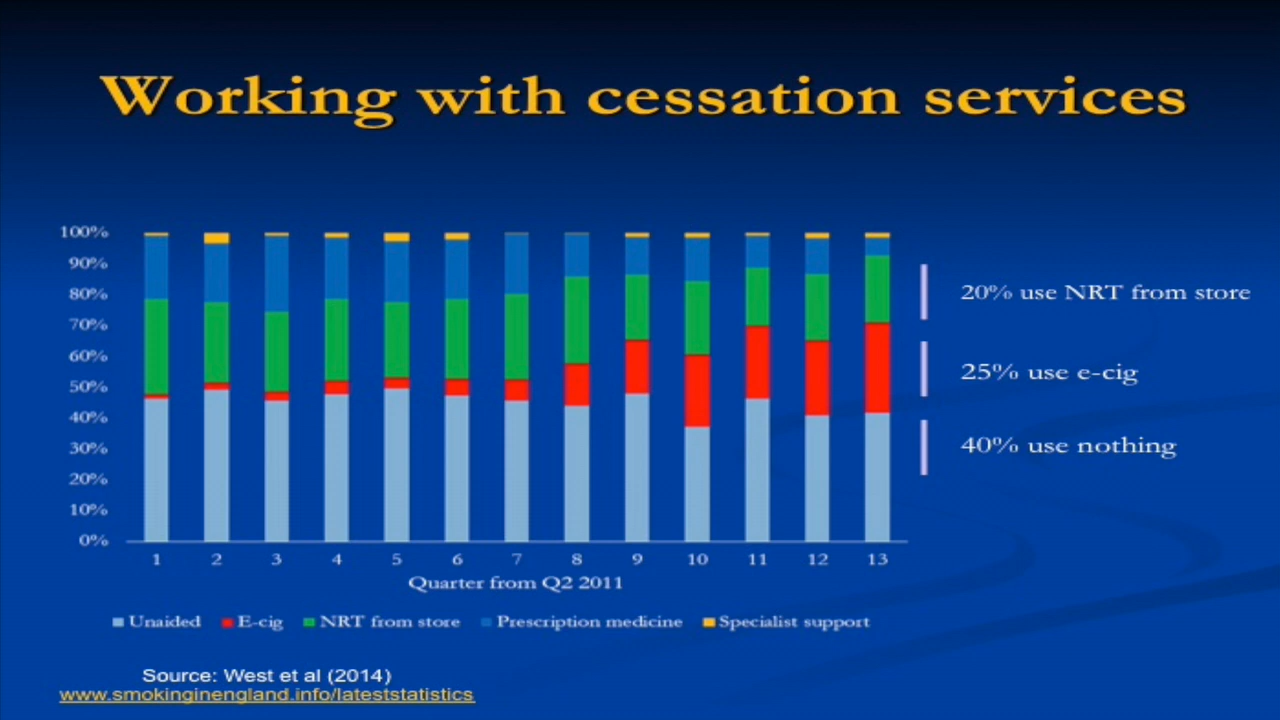 Working with cessation services
100%
90%
80%
70%
60%
50%
40%
30%
20%
10%
0%
1 2 3 4 5 6 7 8 9 10 11 12 13
Quarter from Q2 2011
Unaided E-cig NRT from store Prescription medicine Specialist support
20% use NRT from store
25% use e-cig
40% use nothing
Source: West et al (2014)
www.smokinginengland.info/lateststatistics